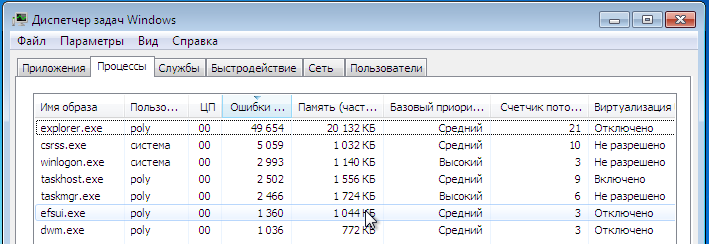 Диспетчер задач Windows
Файл Параметры Вид Справка
Приложения Процессы Службы Быстродействие Сеть Пользователи
Имя образа Пользо... ЦП Ошибки ... Память (част... Базовый приори... Счетчик пото... Виртуализация
explorer.exe poly 00 49 654 20 132 КБ Средний 21 Отключено
csrss.exe система 00 5 059 1 032 КБ Средний 10 Не разрешено
winlogon.exe система 00 2 993 1 140 КБ Высокий 3 Не разрешено
taskhost.exe poly 00 2 502 1 556 КБ Средний 9 Включено
taskmgr.exe poly 00 2 466 1 724 КБ Высокий 6 Не разрешено
efsui.exe poly 00 1 360 1 044 КБ Средний 3 Отключено
dwm.exe poly 00 1 036 772 КБ Средний 3 Отключено